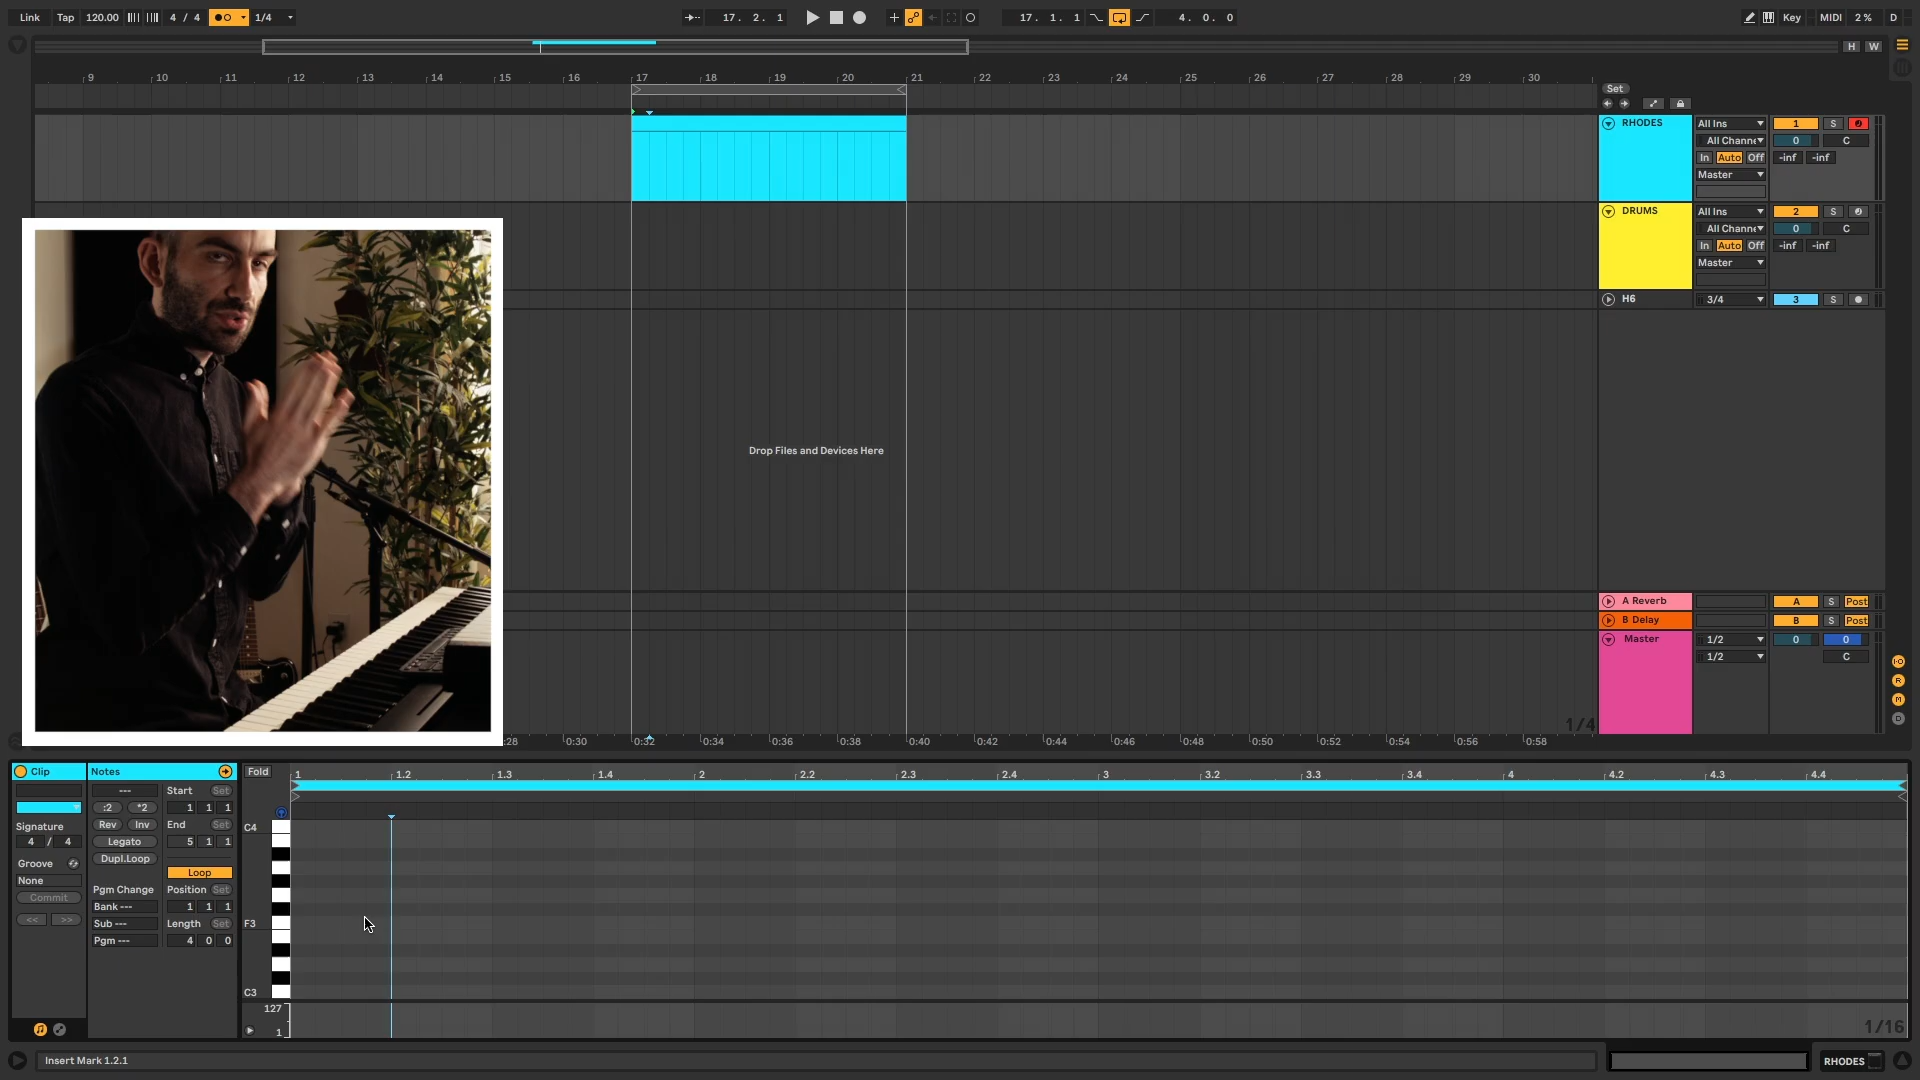 Link Tap 120.00 4 / 4 1/4 17. 2. 1 17. 1. 1 4. 0. 0 Key MIDI 2 % D
H W
9 10 11 12 13 14 15 16 17 18 19 20 21 22 23 24 25 26 27 28 29 30
Set
RHODES All Ins 1 S
All Channe 0 C
In Auto Off -inf -inf
Master
DRUMS All Ins 2 S
All Channe 0 C
In Auto Off -inf -inf
Master
H6 3/4 3 S
Drop Files and Devices Here
A Reverb A S Post
B Delay B S Post
Master 1/2 0 0
1/2 C
I·O
R
M
D
1/4
:28 0:30 0:32 0:34 0:36 0:38 0:40 0:42 0:44 0:46 0:48 0:50 0:52 0:54 0:56 0:58
Clip Notes Fold 1 1.2 1.3 1.4 2 2.2 2.3 2.4 3 3.2 3.3 3.4 4 4.2 4.3 4.4
--- Start Set
:2 *2 1 1 1
Signature Rev Inv End Set
4 / 4 Legato 5 1 1
C4
Dupl.Loop
Groove
Loop
None
Pgm Change Position Set
Commit
Bank --- 1 1 1
<< >> Sub --- Length Set
F3
Pgm --- 4 0 0
C3
127
1
1/16
Insert Mark 1.2.1
RHODES